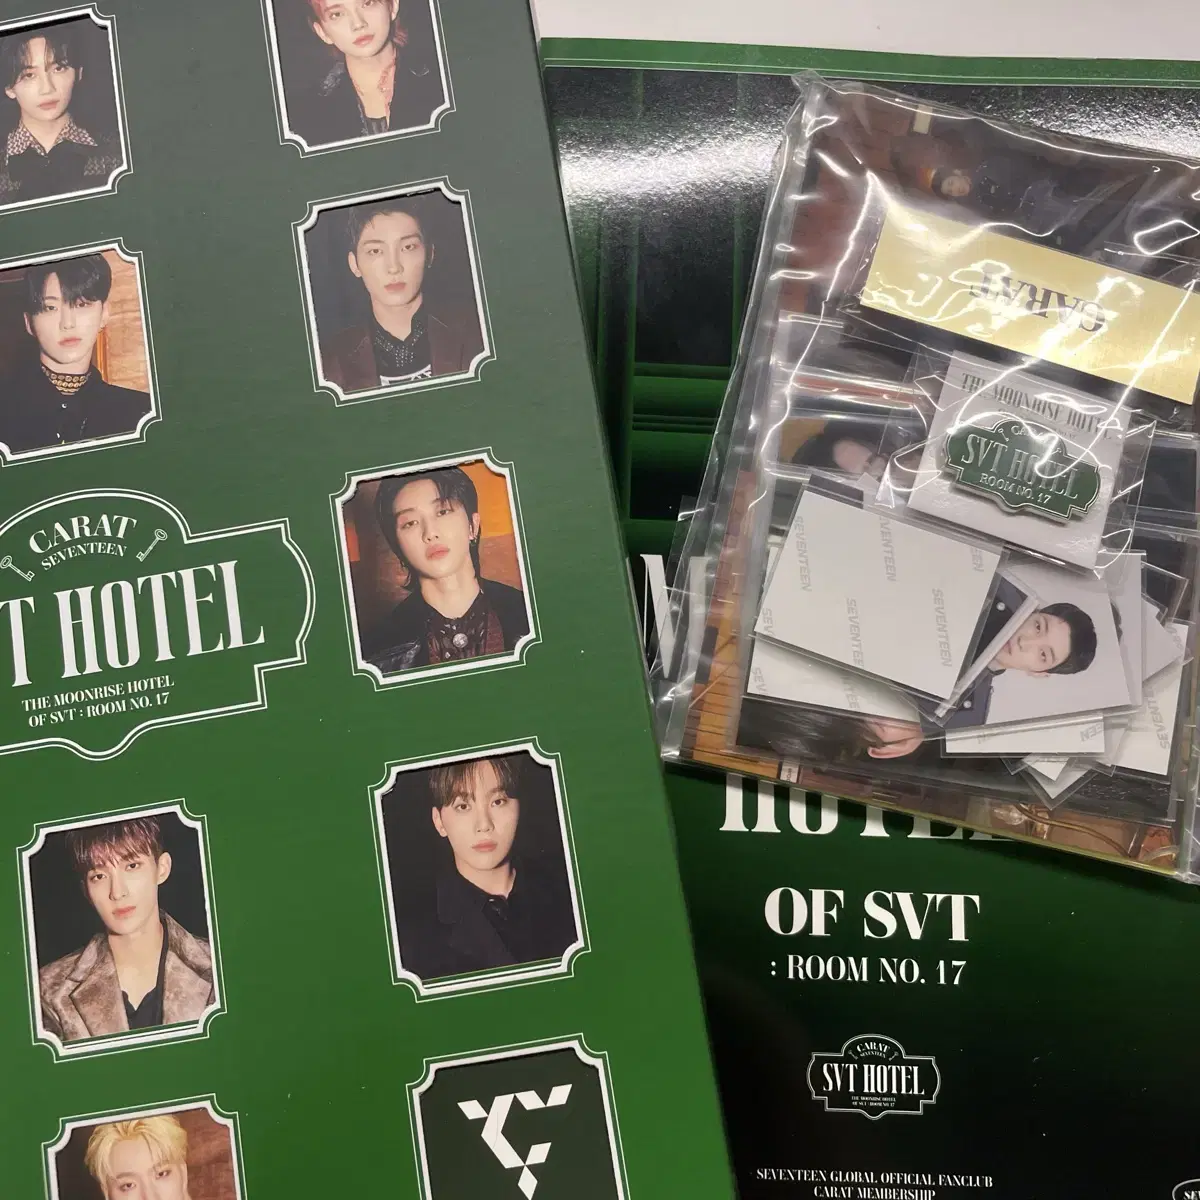 CARAT
SEVENTEEN
T HOTEL
THE MOONRISE HOTEL
OF SVT : ROOM NO. 17
CARAT
THE MOONRISE HOTEL
SVT HOTEL
ROOM NO. 17
SEVENTEEN
SEVENTEEN
SEVENTEEN
SEVENTEEN
SEVENTEEN
HOTEL
OF SVT
: ROOM NO. 17
CARAT
SEVENTEEN
SVT HOTEL
THE MOONRISE HOTEL
OF SVT : ROOM NO. 17
SEVENTEEN GLOBAL OFFICIAL FANCLUB
CARAT MEMBERSHIP